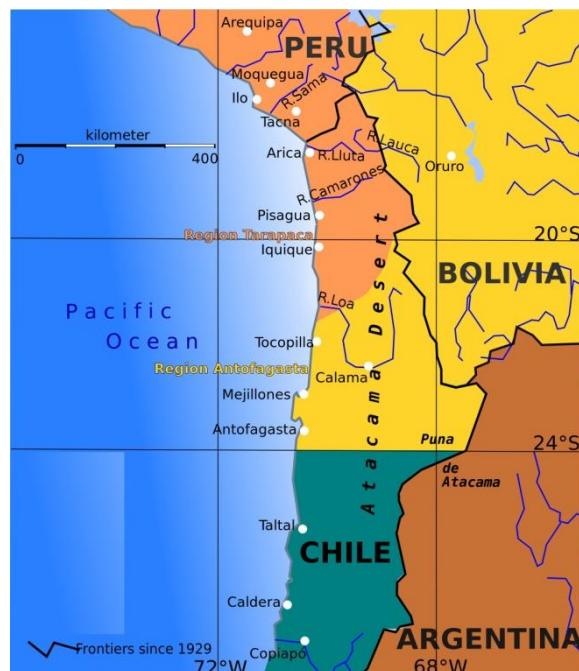 Arequipa
PERU
Moquegua
R.Sama
Ilo
Tacna
kilometer
0 400
R.Lauca
Arica
R.Lluta
Oruro
R.Camarones
Pisagua
Region Tarapaca
20°S
Iquique
BOLIVIA
Atacama Desert
R.Loa
Pacific
Ocean
Tocopilla
Region Antofagasta
Calama
Mejillones
Antofagasta
Puna
24°S
de
Atacama
Taltal
CHILE
Caldera
Frontiers since 1929
Copiapó
ARGENTINA
72°W
68°W